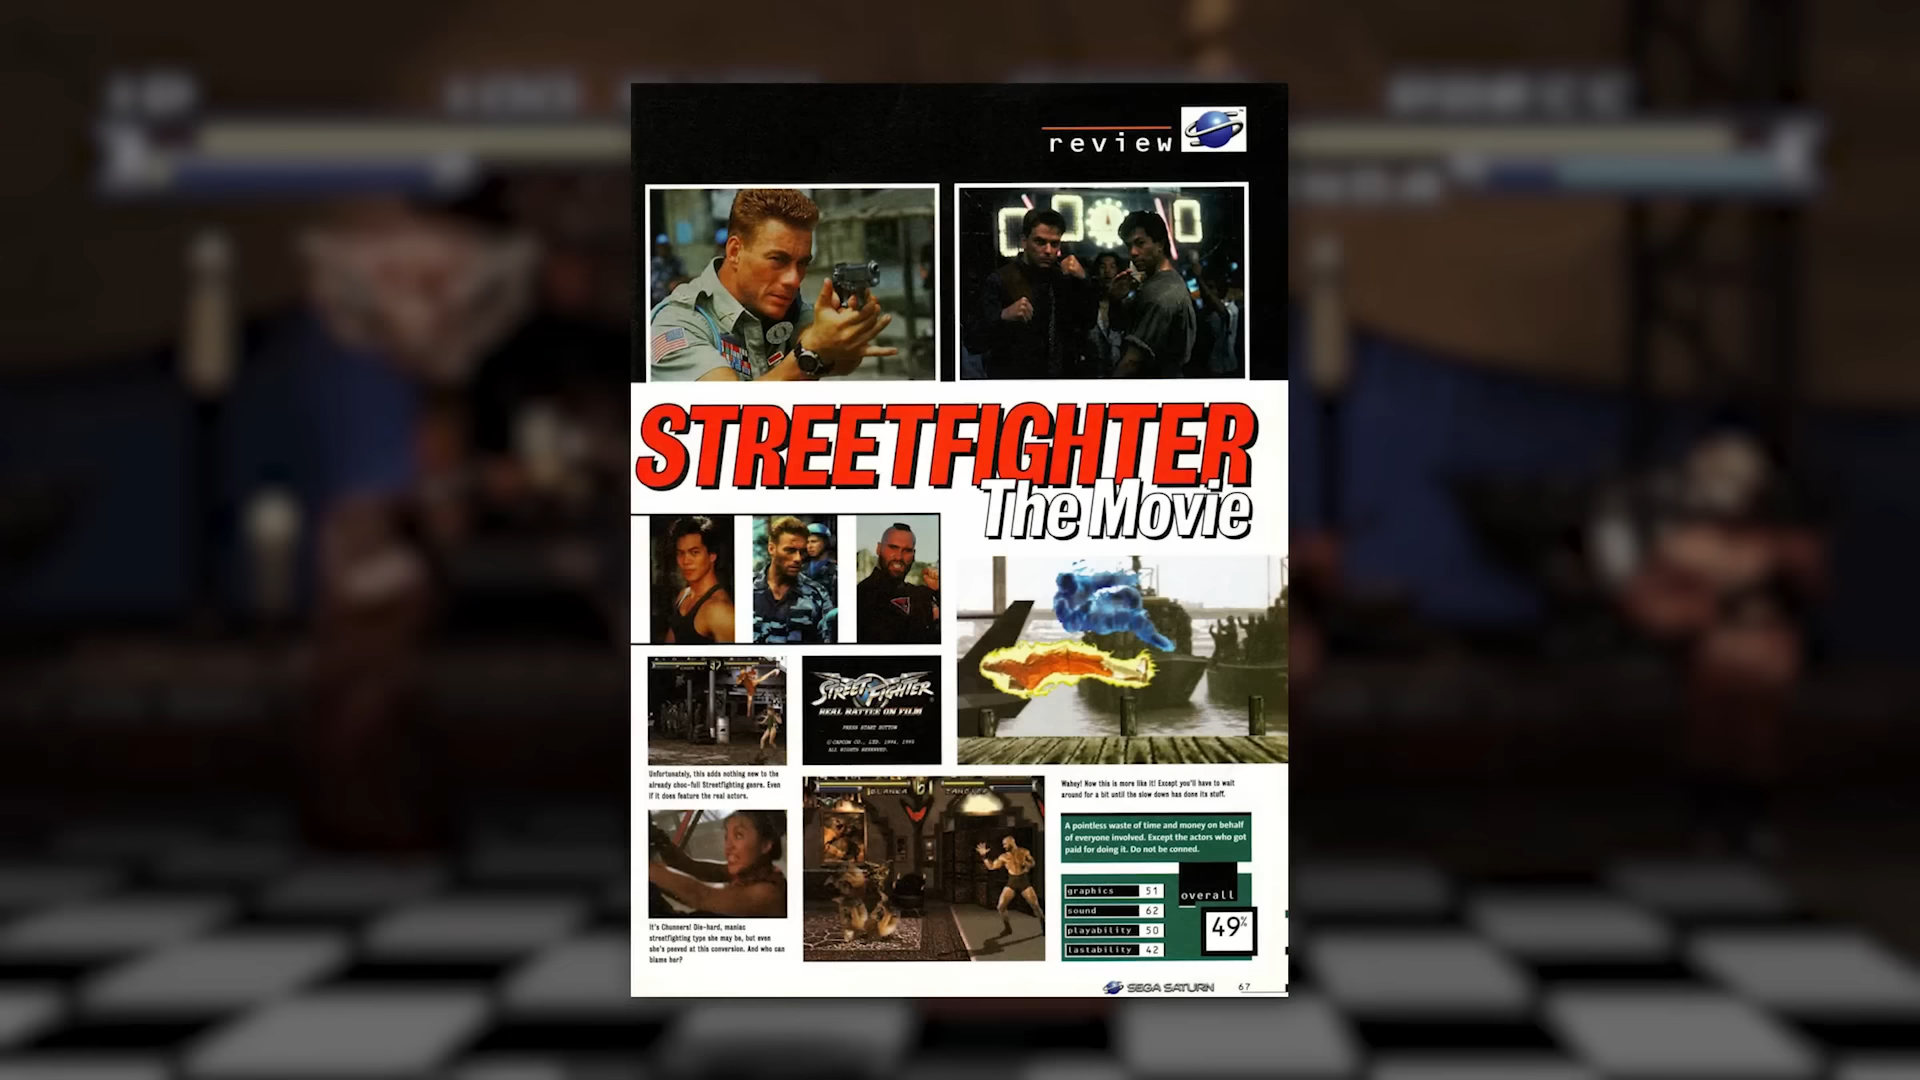 review
STREETFIGHTER
The Movie
STREET FIGHTER
REAL BATTLE ON FILM
PRESS START BUTTON
©CAPCOM CO., LTD. 1994, 1995
ALL RIGHTS RESERVED.
Unfortunately, this adds nothing new to the
already choc-full Streetfighting genre. Even
if it does feature the real actors.
BLANKA
It's Chunners! Die-hard, maniac
streetfighting type she may be, but even
she's peeved at this conversion. And who can
blame her?
Wahey! Now this is more like it! Except you'll have to wait
around for a bit until the slow down has done its stuff.
A pointless waste of time and money on behalf
of everyone involved. Except the actors who got
paid for doing it. Do not be conned.
graphics 51
sound 62
playability 50
lastability 42
overall
49%
SEGA SATURN 67